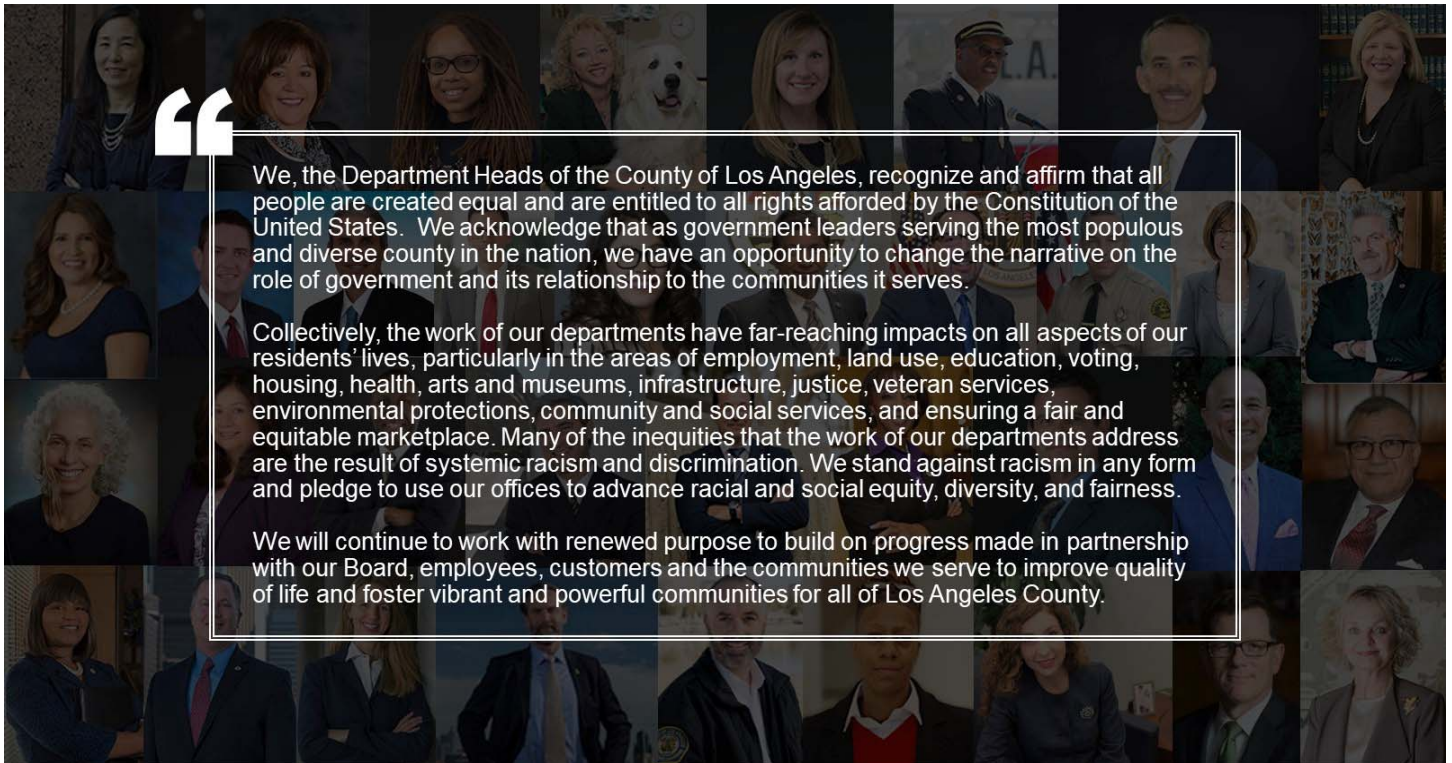 We, the Department Heads of the County of Los Angeles, recognize and affirm that all
people are created equal and are entitled to all rights afforded by the Constitution of the
United States.  We acknowledge that as government leaders serving the most populous
and diverse county in the nation, we have an opportunity to change the narrative on the
role of government and its relationship to the communities it serves.
Collectively, the work of our departments have far-reaching impacts on all aspects of our
residents’ lives, particularly in the areas of employment, land use, education, voting,
housing, health, arts and museums, infrastructure, justice, veteran services,
environmental protections, community and social services, and ensuring a fair and
equitable marketplace. Many of the inequities that the work of our departments address
are the result of systemic racism and discrimination. We stand against racism in any form
and pledge to use our offices to advance racial and social equity, diversity, and fairness.
We will continue to work with renewed purpose to build on progress made in partnership
with our Board, employees, customers and the communities we serve to improve quality
of life and foster vibrant and powerful communities for all of Los Angeles County.